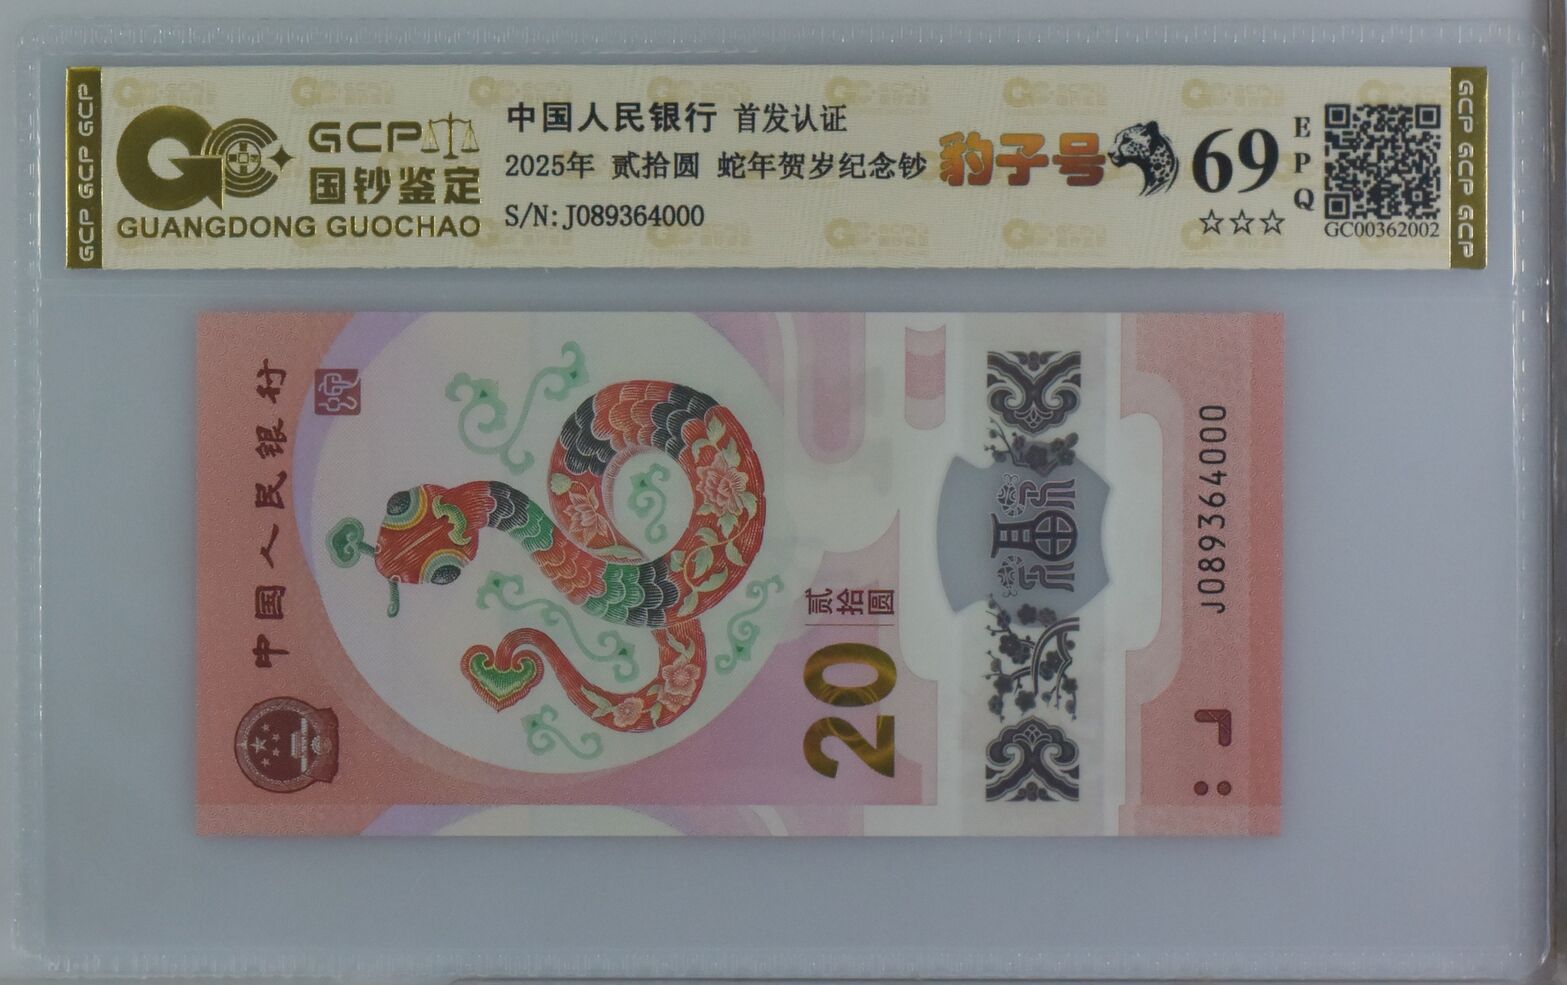 GCP GCP GCP
GCP
国钞鉴定
GUANGDONG GUOCHAO
中国人民银行 首发认证
2025年 贰拾圆 蛇年贺岁纪念钞
S/N: J089364000
豹子号
69
☆☆☆
EPQ
GC00362002
GCP GCP GCP
中国人民银行
贰拾圆
20
J089364000